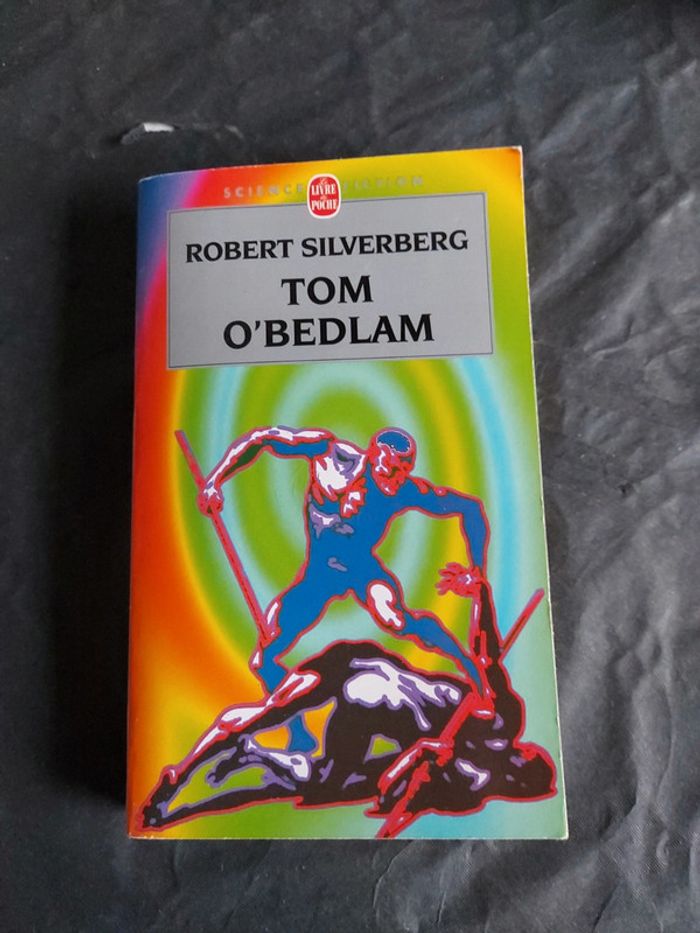 SCIENCE FICTION
Le
LIVRE
de
POCHE
ROBERT SILVERBERG
TOM
O'BEDLAM